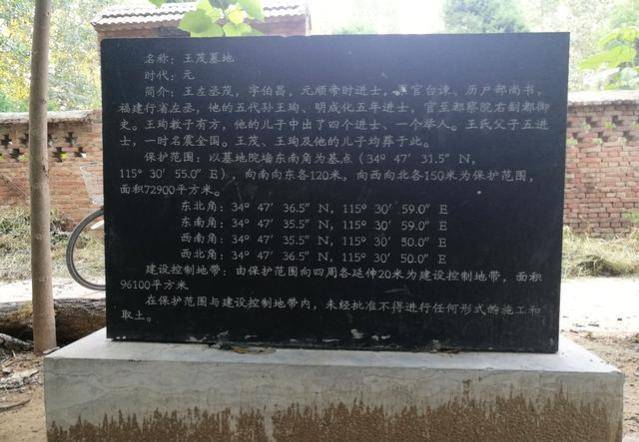 名称：王茂墓地
时代：元
简介：王左丞茂，字伯昌，元顺帝时进士，官台谏、历户部尚书，
福建行省左丞，他的五代孙王珣、明成化五年进士，官至都察院右副都御
史。王珣教子有方，他的儿子中出了四个进士、一个举人。王氏父子五进
士，一时名震全国。王茂、王珣及他的儿子均葬于此。
保护范围：以墓地院墙东南角为基点（34° 47′ 31.5″ N，
115° 30′ 55.0″ E），向南向东各120米，向西向北各150米为保护范围，
面积72900平方米。
东北角：34° 47′ 36.5″ N，115° 30′ 59.0″ E
东南角：34° 47′ 35.5″ N，115° 30′ 59.0″ E
西南角：34° 47′ 35.5″ N，115° 30′ 50.0″ E
西北角：34° 47′ 36.5″ N，115° 30′ 50.0″ E
建设控制地带：由保护范围向四周各延伸20米为建设控制地带，面积
96100平方米
在保护范围与建设控制地带内，未经批准不得进行任何形式的施工和
取土。